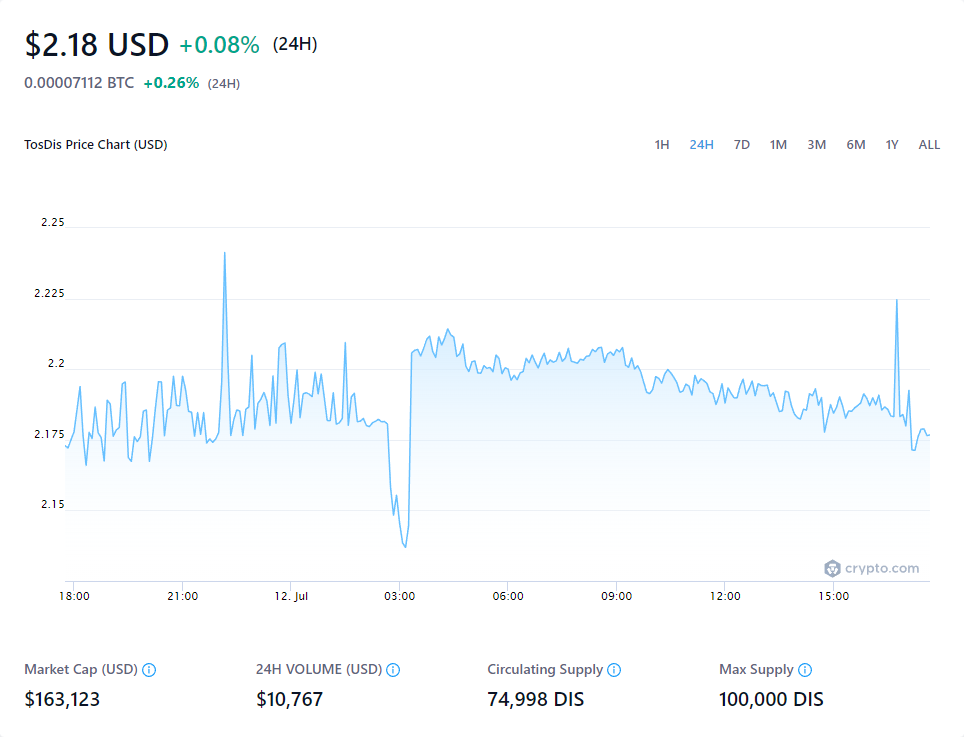 $2.18 USD +0.08% (24H)
0.00007112 BTC +0.26% (24H)
TosDis Price Chart (USD) 1H 24H 7D 1M 3M 6M 1Y ALL
2.25
2.225
2.2
2.175
2.15
crypto.com
18:00 21:00 12. Jul 03:00 06:00 09:00 12:00 15:00
Market Cap (USD) 24H VOLUME (USD) Circulating Supply Max Supply
$163,123 $10,767 74,998 DIS 100,000 DIS